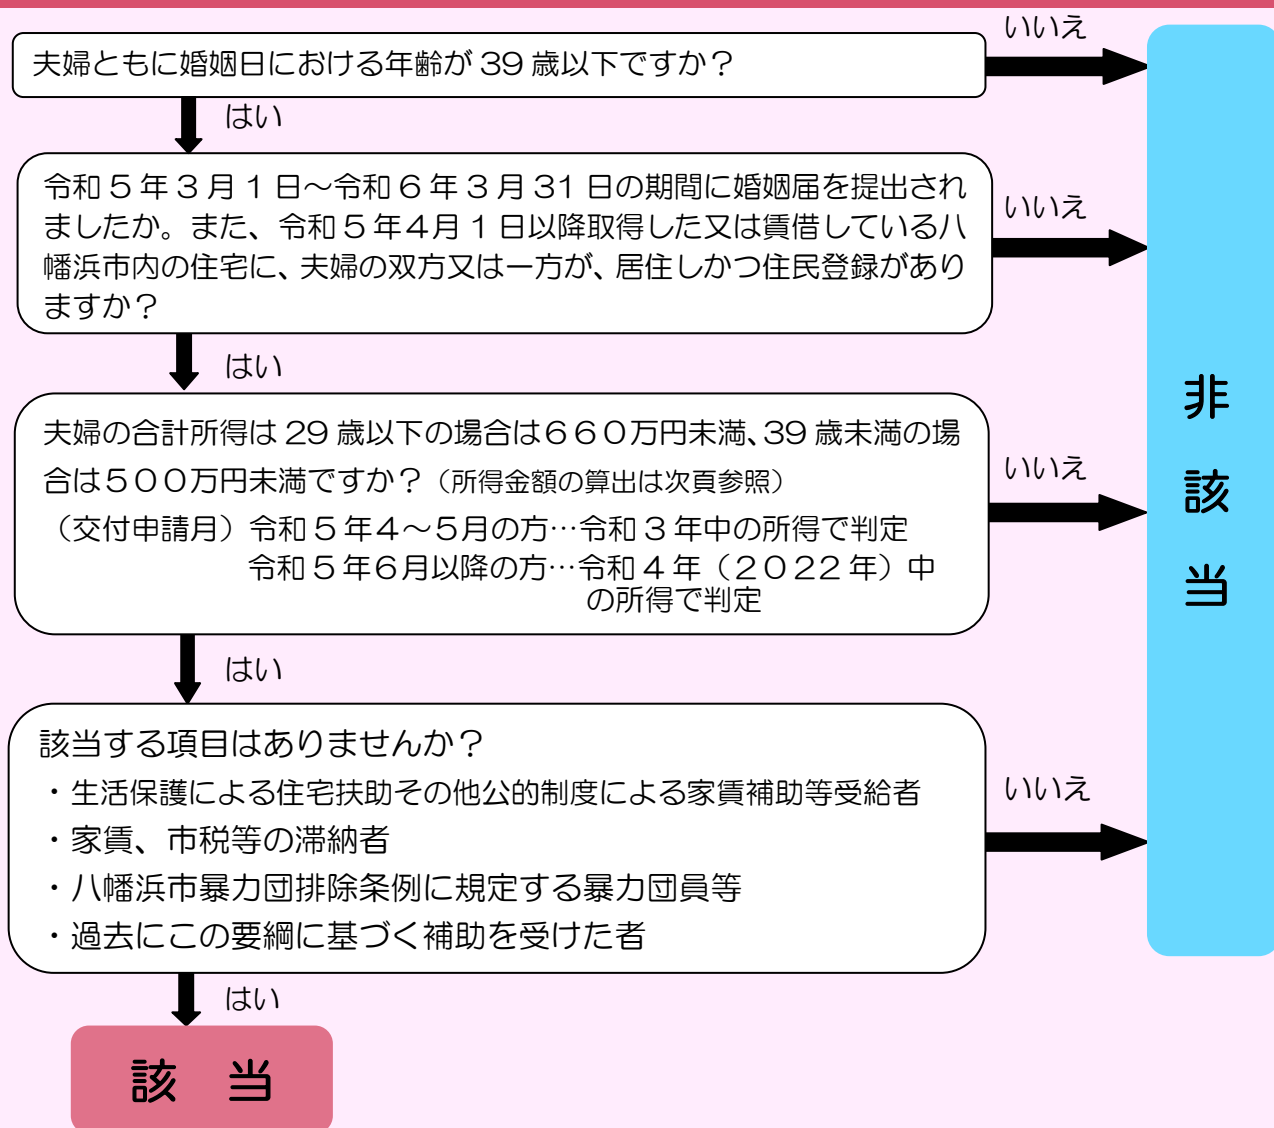 夫婦ともに婚姻日における年齢が 39 歳以下ですか？
いいえ
はい
令和５年３月１日～令和６年３月 31 日の期間に婚姻届を提出され
ましたか。また、令和５年４月１日以降取得した又は賃借している八
幡浜市内の住宅に、夫婦の双方又は一方が、居住しかつ住民登録があり
ますか？
いいえ
はい
夫婦の合計所得は 29 歳以下の場合は６６０万円未満、39 歳未満の場
合は５００万円未満ですか？（所得金額の算出は次頁参照）
（交付申請月）令和５年４～５月の方…令和３年中の所得で判定
令和５年６月以降の方…令和４年（２０２２年）中
の所得で判定
いいえ
はい
該当する項目はありませんか？
・生活保護による住宅扶助その他公的制度による家賃補助等受給者
・家賃、市税等の滞納者
・八幡浜市暴力団排除条例に規定する暴力団員等
・過去にこの要綱に基づく補助を受けた者
いいえ
はい
該　当
非該当